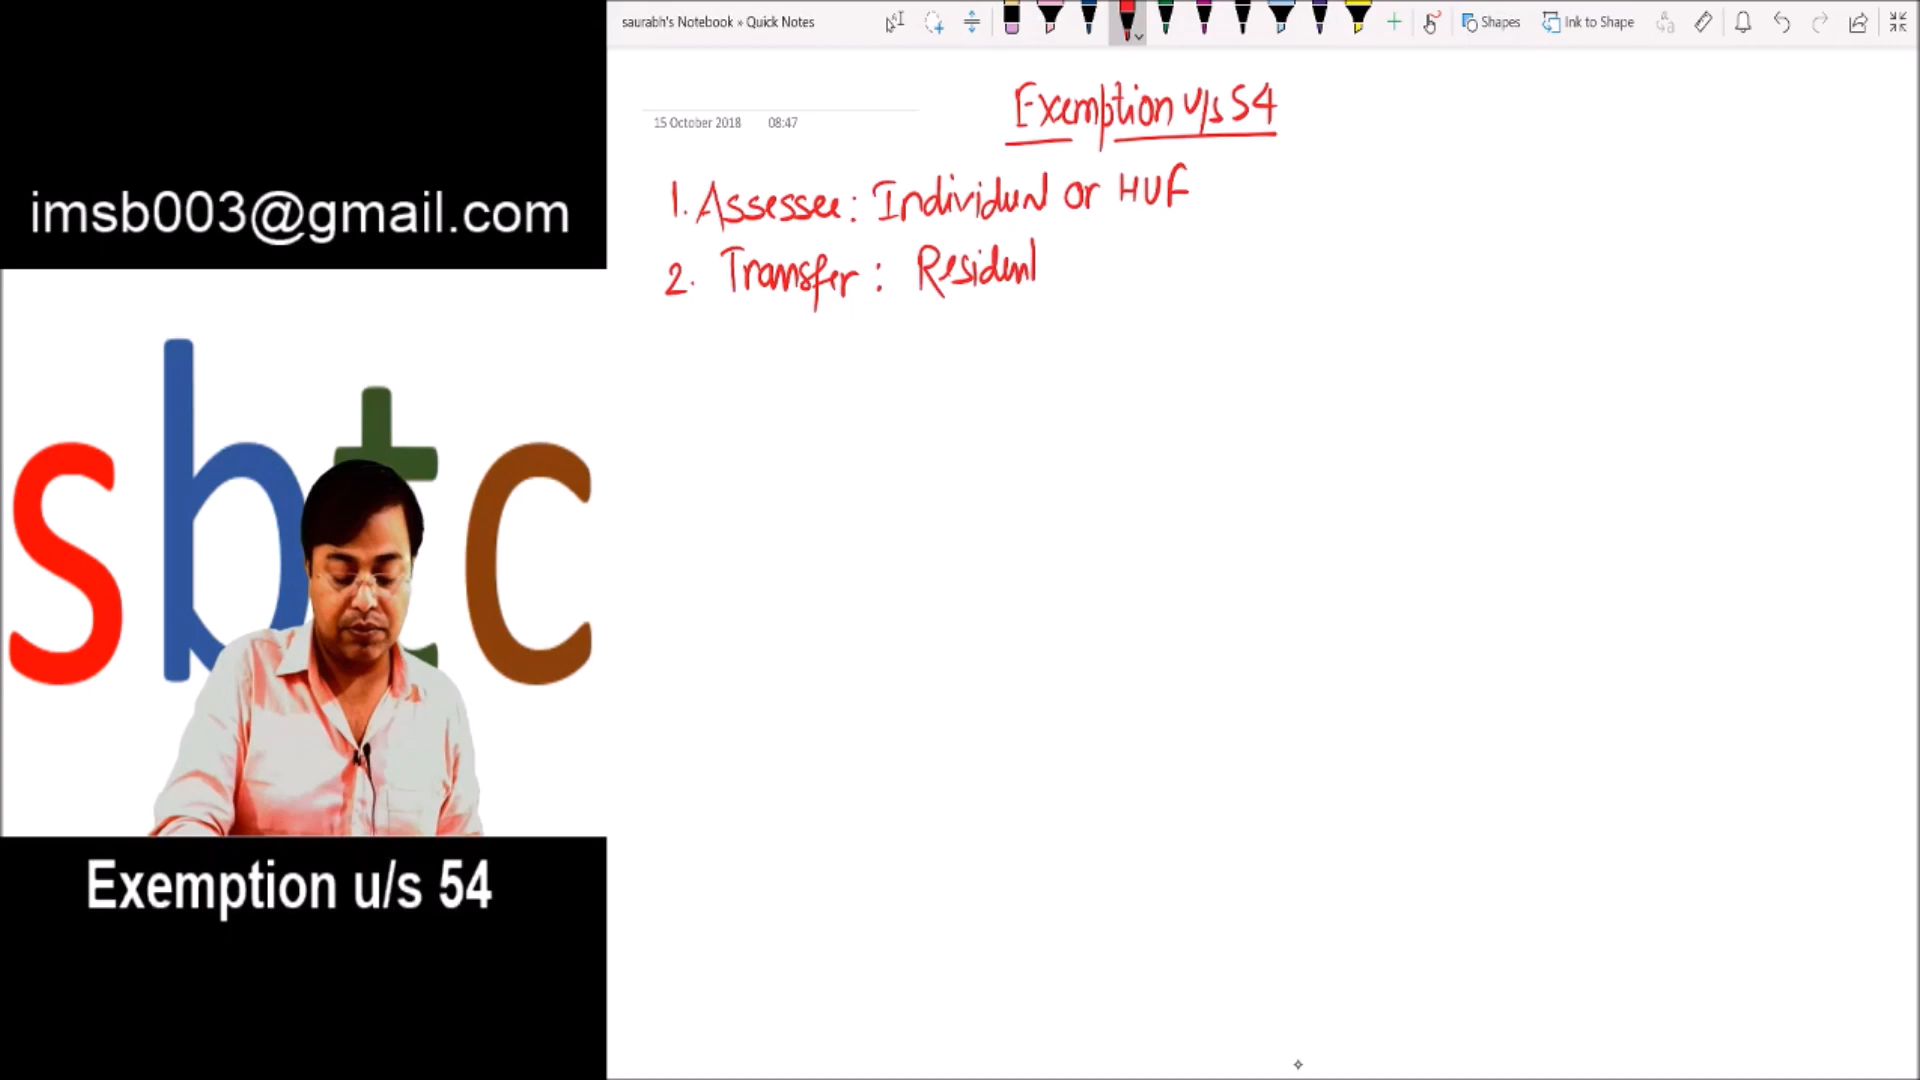 saurabh's Notebook » Quick Notes
Shapes
Ink to Shape
15 October 2018 08:47
Exemption u/s 54
1. Assessee: Individual or HUF
2. Transfer: Resident
imsb003@gmail.com
sbtc
Exemption u/s 54